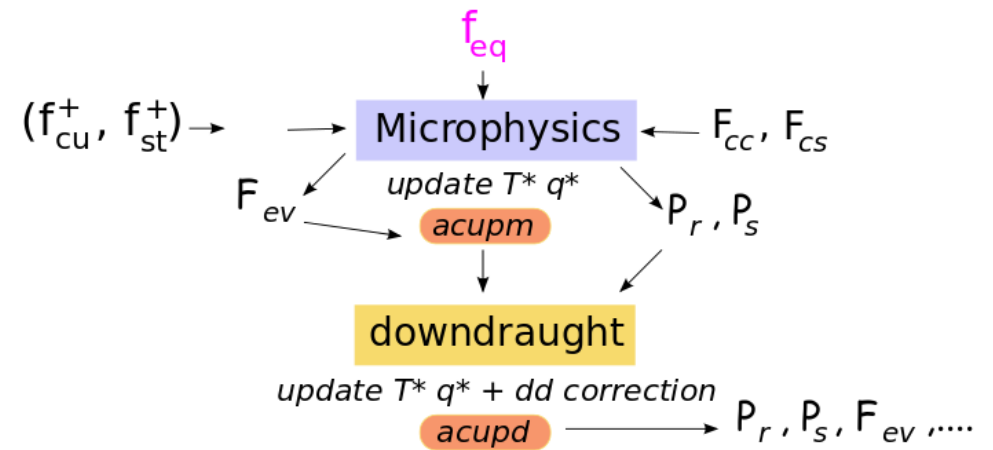 f_eq
(f⁺_cu, f⁺_st) Microphysics F_cc, F_cs
F_ev update T* q* P_r, P_s
acupm
downdraught
update T* q* + dd correction
acupd P_r, P_s, F_ev,....